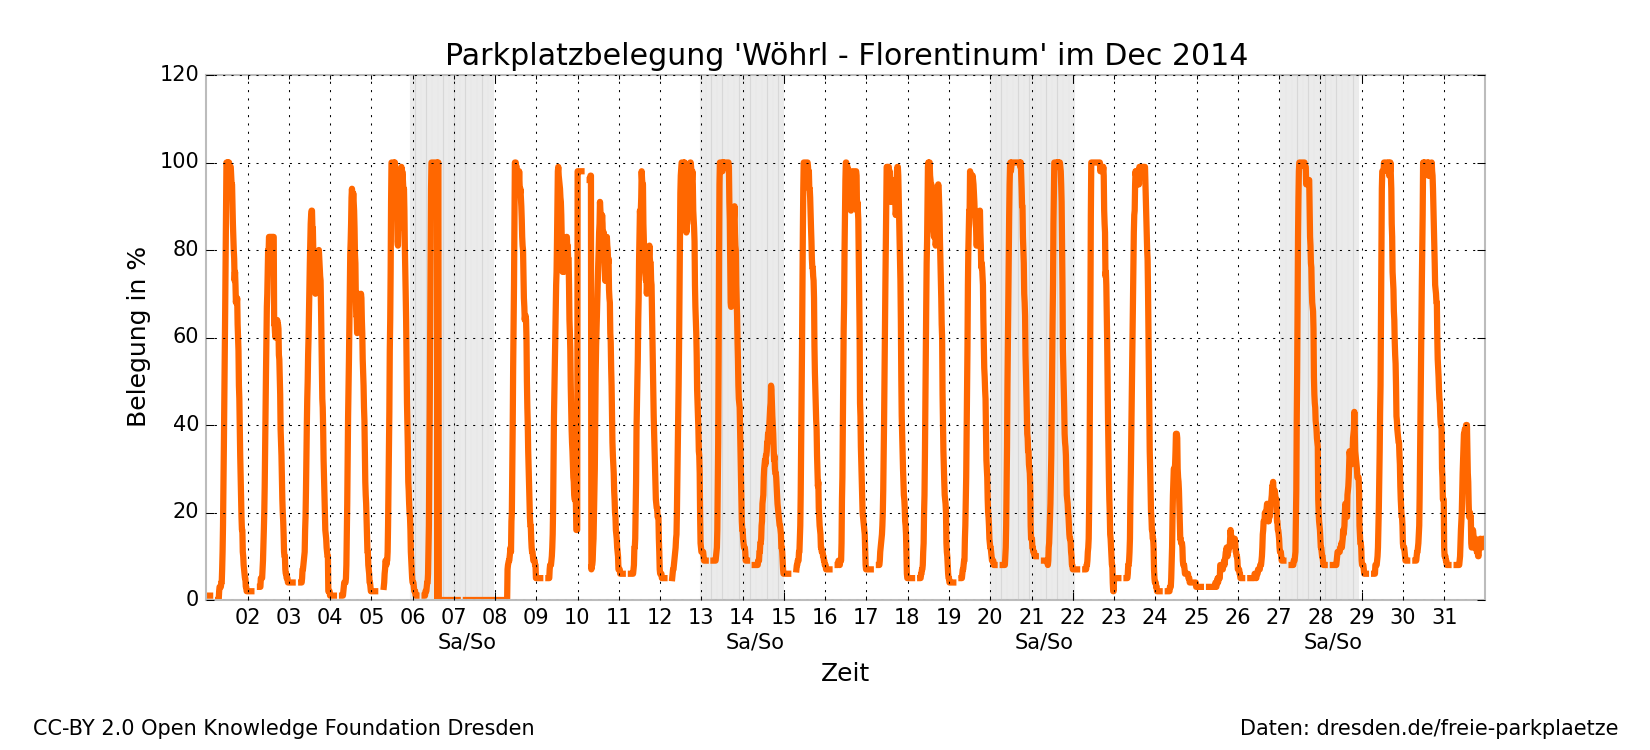 Parkplatzbelegung 'Wöhrl - Florentinum' im Dec 2014
120
100
80
60
40
20
0
Belegung in %
02 03 04 05 06 07 08 09 10 11 12 13 14 15 16 17 18 19 20 21 22 23 24 25 26 27 28 29 30 31
Sa/So Sa/So Sa/So Sa/So
Zeit
CC-BY 2.0 Open Knowledge Foundation Dresden
Daten: dresden.de/freie-parkplaetze